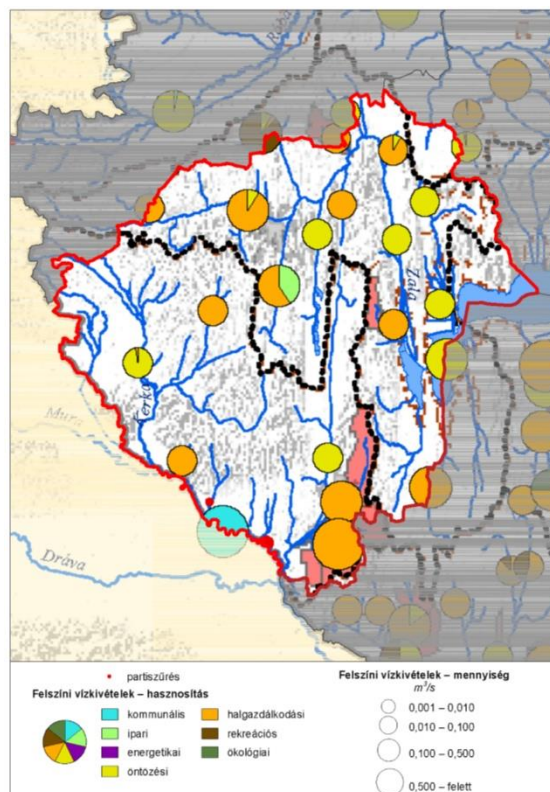 Rába
Zala
Kerka
Mura
Dráva
partiszűrés
Felszíni vízkivételek – hasznosítás
kommunális
ipari
energetikai
öntözési
halgazdálkodási
rekreációs
ökológiai
Felszíni vízkivételek – mennyiség
m³/s
0,001 – 0,010
0,010 – 0,100
0,100 – 0,500
0,500 - felett